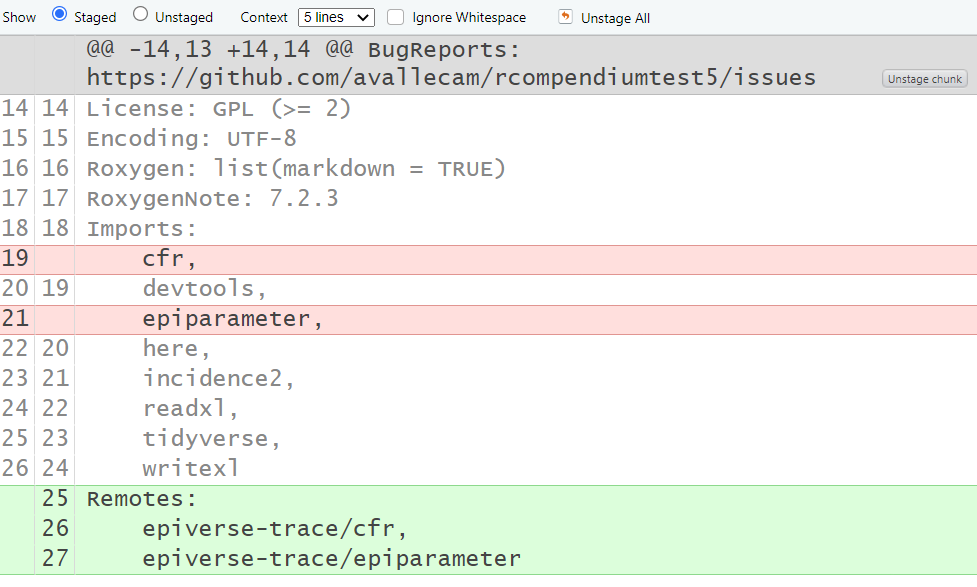 Show Staged Unstaged Context 5 lines Ignore Whitespace Unstage All
@@ -14,13 +14,14 @@ BugReports:
https://github.com/avallecam/rcompendiumtest5/issues Unstage chunk
14 14 License: GPL (>= 2)
15 15 Encoding: UTF-8
16 16 Roxygen: list(markdown = TRUE)
17 17 RoxygenNote: 7.2.3
18 18 Imports:
19 cfr,
20 19 devtools,
21 epiparameter,
22 20 here,
23 21 incidence2,
24 22 readxl,
25 23 tidyverse,
26 24 writexl
25 Remotes:
26 epiverse-trace/cfr,
27 epiverse-trace/epiparameter